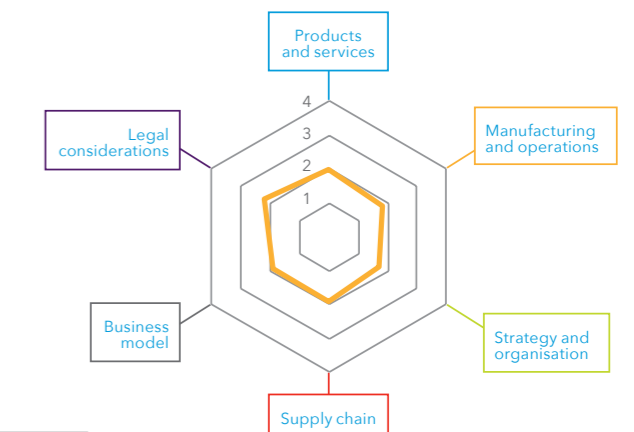 Products
and services
4
3
2
1
Legal
considerations
Manufacturing
and operations
Business
model
Strategy and
organisation
Supply chain